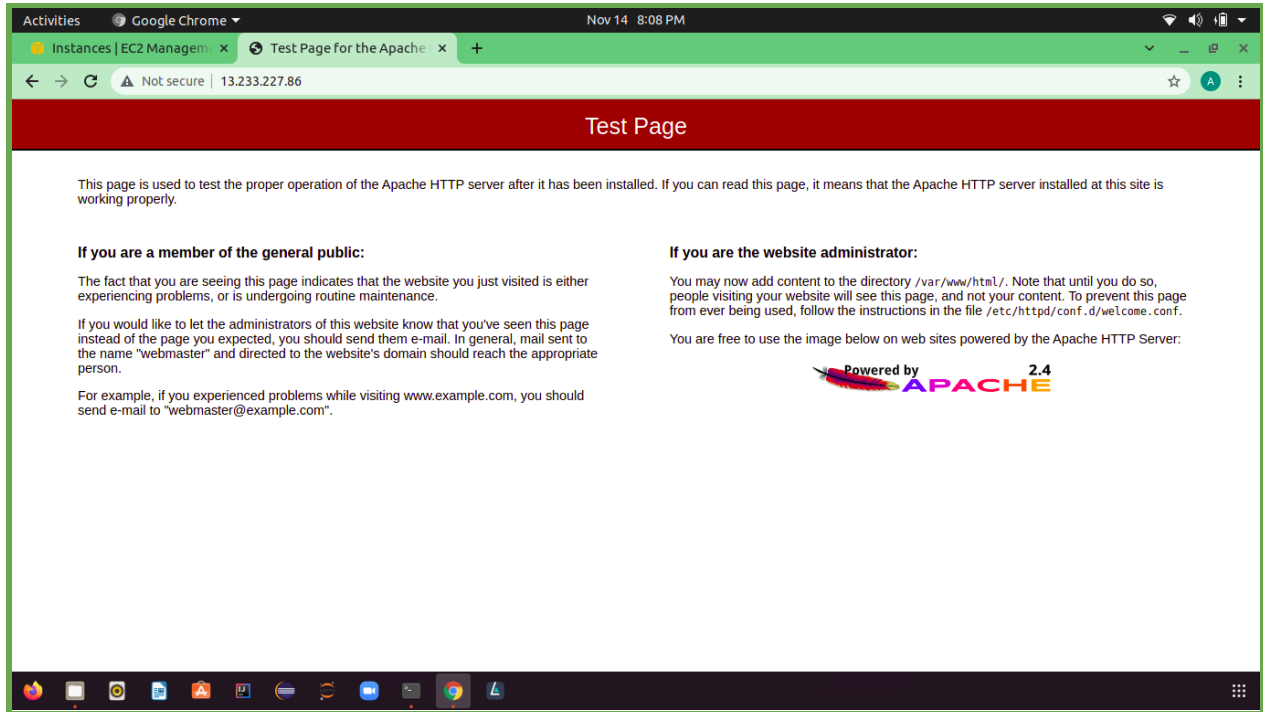 Activities Google Chrome Nov 14 8:08 PM
Instances | EC2 Managem Test Page for the Apache
Not secure 13.233.227.86 A
Test Page
This page is used to test the proper operation of the Apache HTTP server after it has been installed. If you can read this page, it means that the Apache HTTP server installed at this site is
working properly.
If you are a member of the general public:
The fact that you are seeing this page indicates that the website you just visited is either
experiencing problems, or is undergoing routine maintenance.
If you would like to let the administrators of this website know that you've seen this page
instead of the page you expected, you should send them e-mail. In general, mail sent to
the name "webmaster" and directed to the website's domain should reach the appropriate
person.
For example, if you experienced problems while visiting www.example.com, you should
send e-mail to "webmaster@example.com".
If you are the website administrator:
You may now add content to the directory /var/www/html/. Note that until you do so,
people visiting your website will see this page, and not your content. To prevent this page
from ever being used, follow the instructions in the file /etc/httpd/conf.d/welcome.conf.
You are free to use the image below on web sites powered by the Apache HTTP Server:
Powered by 2.4
APACHE